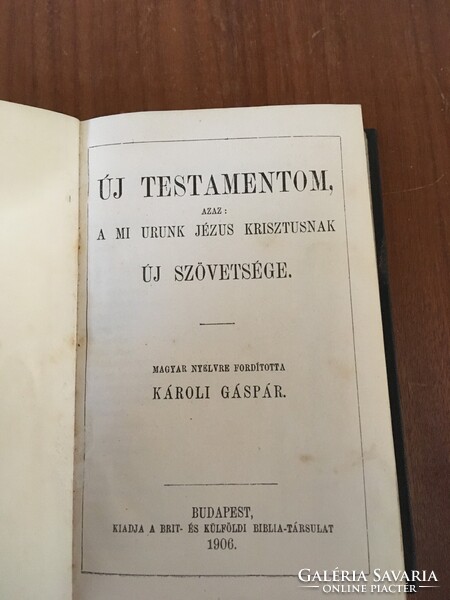 ÚJ TESTAMENTOM,
AZAZ:
A MI URUNK JÉZUS KRISZTUSNAK
ÚJ SZÖVETSÉGE.
MAGYAR NYELVRE FORDÍTOTTA
KÁROLI GÁSPÁR.
BUDAPEST,
KIADJA A BRIT- ÉS KÜLFÖLDI BIBLIA-TÁRSULAT
1906.
GALÉRIA SAVARIA
ONLINE PIACTÉR